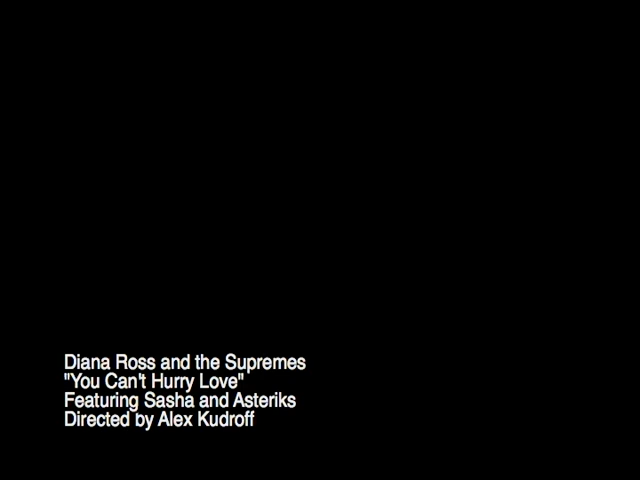 Diana Ross and the Supremes
"You Can't Hurry Love"
Featuring Sasha and Asteriks
Directed by Alex Kudroff